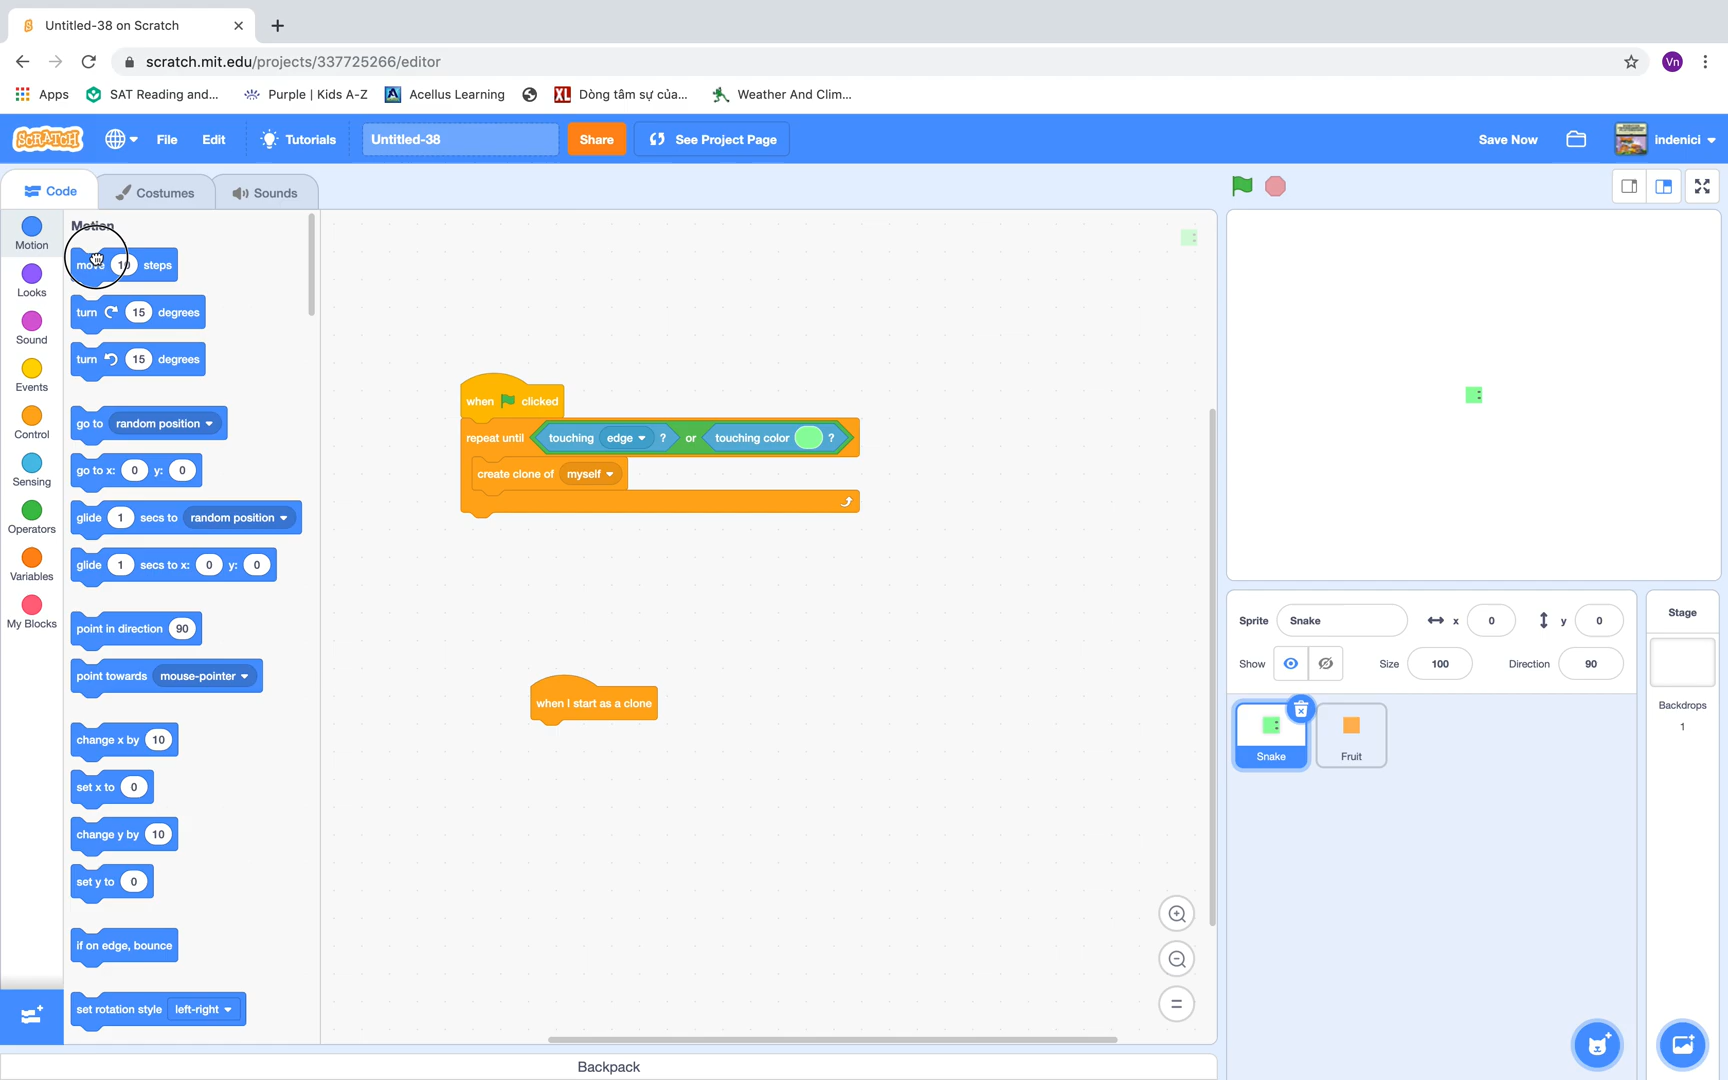 Untitled-38 on Scratch
scratch.mit.edu/projects/337725266/editor
Vn
Apps
SAT Reading and...
Purple | Kids A-Z
Acellus Learning
XL Dòng tâm sự của...
Weather And Clim...
SCRATCH
File
Edit
Tutorials
Untitled-38
Share
See Project Page
Save Now
indenici
Code
Costumes
Sounds
Motion
Looks
Sound
Events
Control
Sensing
Operators
Variables
My Blocks
Motion
move 10 steps
turn 15 degrees
turn 15 degrees
go to random position
go to x: 0 y: 0
glide 1 secs to random position
glide 1 secs to x: 0 y: 0
point in direction 90
point towards mouse-pointer
change x by 10
set x to 0
change y by 10
set y to 0
if on edge, bounce
set rotation style left-right
when clicked
repeat until touching edge ? or touching color ?
create clone of myself
when I start as a clone
Sprite Snake x 0 y 0
Show Size 100 Direction 90
Snake
Fruit
Stage
Backdrops
1
Backpack